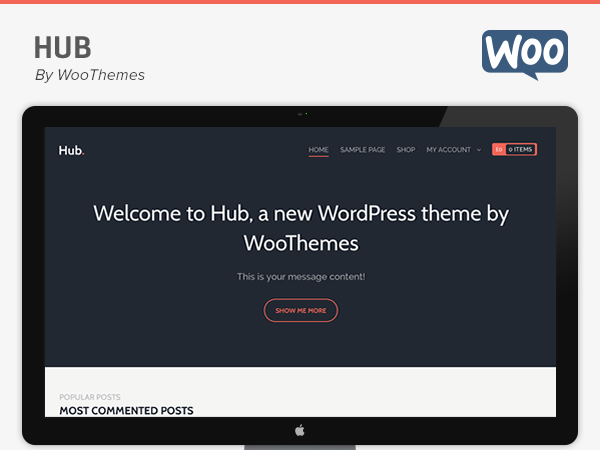 HUB
By WooThemes
WOO
Hub.
HOME SAMPLE PAGE SHOP MY ACCOUNT £0 0 ITEMS
Welcome to Hub, a new WordPress theme by
WooThemes
This is your message content!
SHOW ME MORE
POPULAR POSTS
MOST COMMENTED POSTS